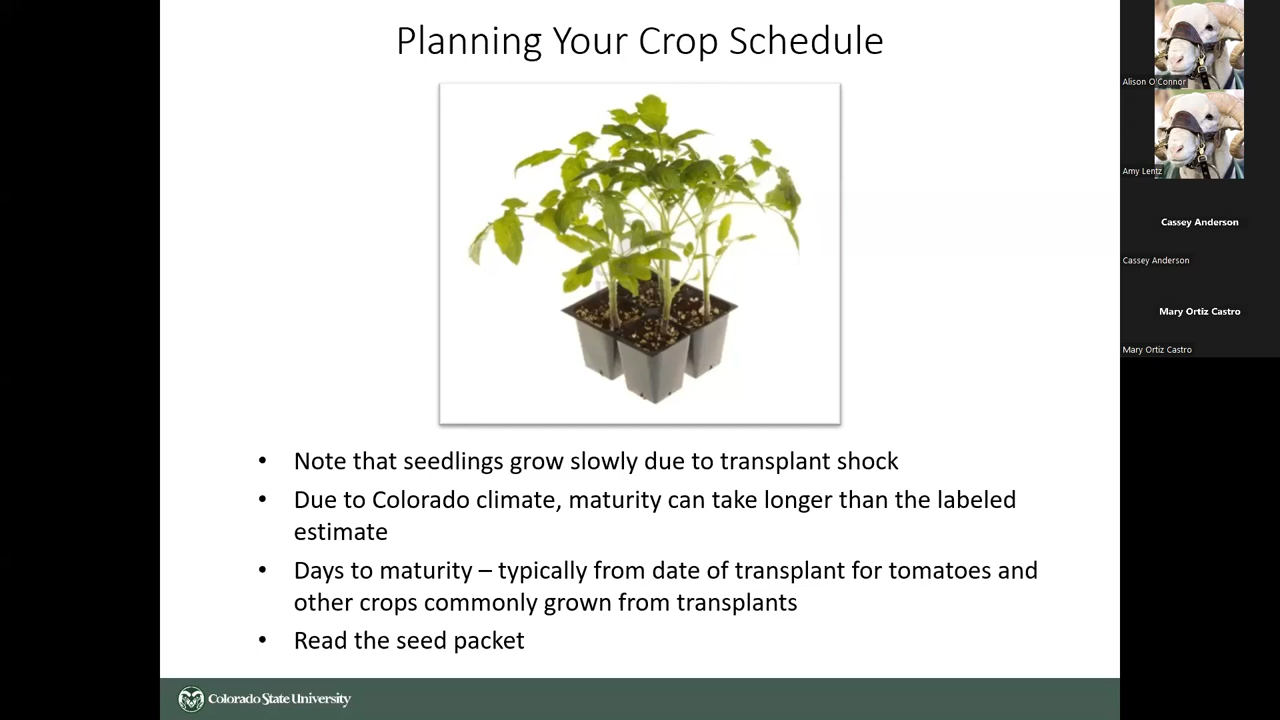 Planning Your Crop Schedule
• Note that seedlings grow slowly due to transplant shock
• Due to Colorado climate, maturity can take longer than the labeled
estimate
• Days to maturity – typically from date of transplant for tomatoes and
other crops commonly grown from transplants
• Read the seed packet
Colorado State University
Alison O'Connor
Amy Lentz
Cassey Anderson
Cassey Anderson
Mary Ortiz Castro
Mary Ortiz Castro